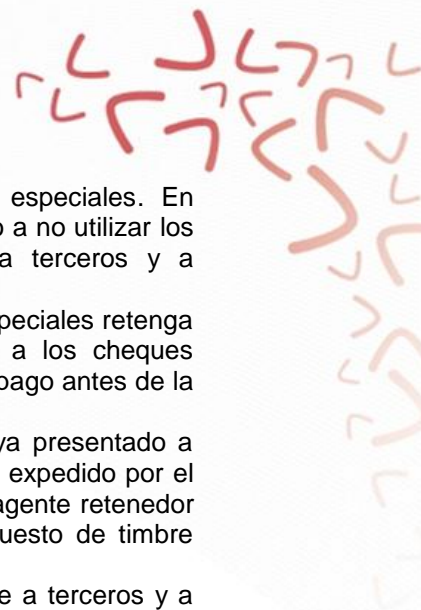 especiales. En
o a no utilizar los
a terceros y a
peciales retenga
a los cheques
pago antes de la
ya presentado a
expedido por el
agente retenedor
uesto de timbre
e a terceros y a